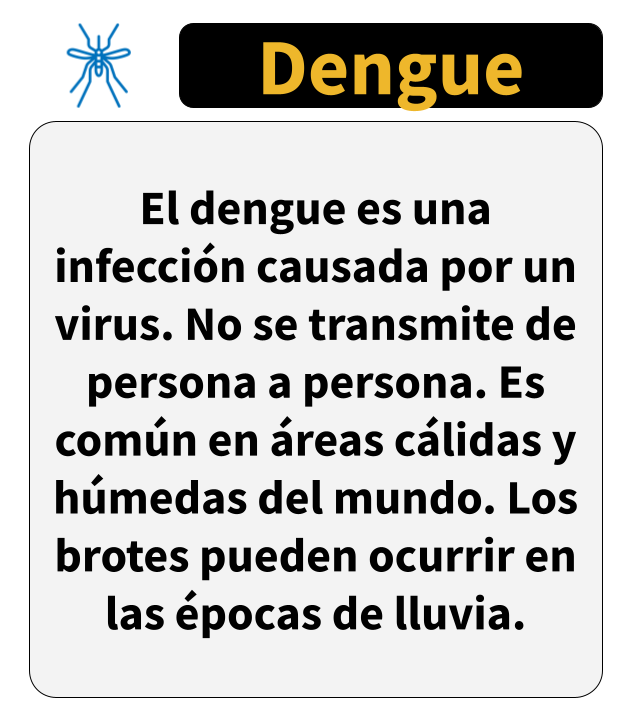 Dengue
El dengue es una
infección causada por un
virus. No se transmite de
persona a persona. Es
común en áreas cálidas y
húmedas del mundo. Los
brotes pueden ocurrir en
las épocas de lluvia.